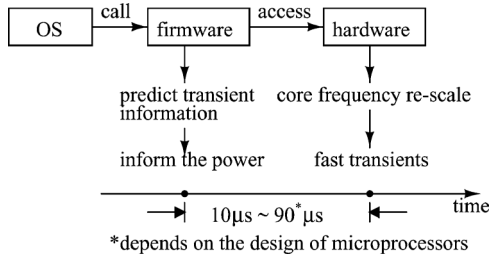 call
access
OS
firmware
hardware
predict transient
information
core frequency re-scale
inform the power
fast transients
time
10μs ~ 90*μs
*depends on the design of microprocessors